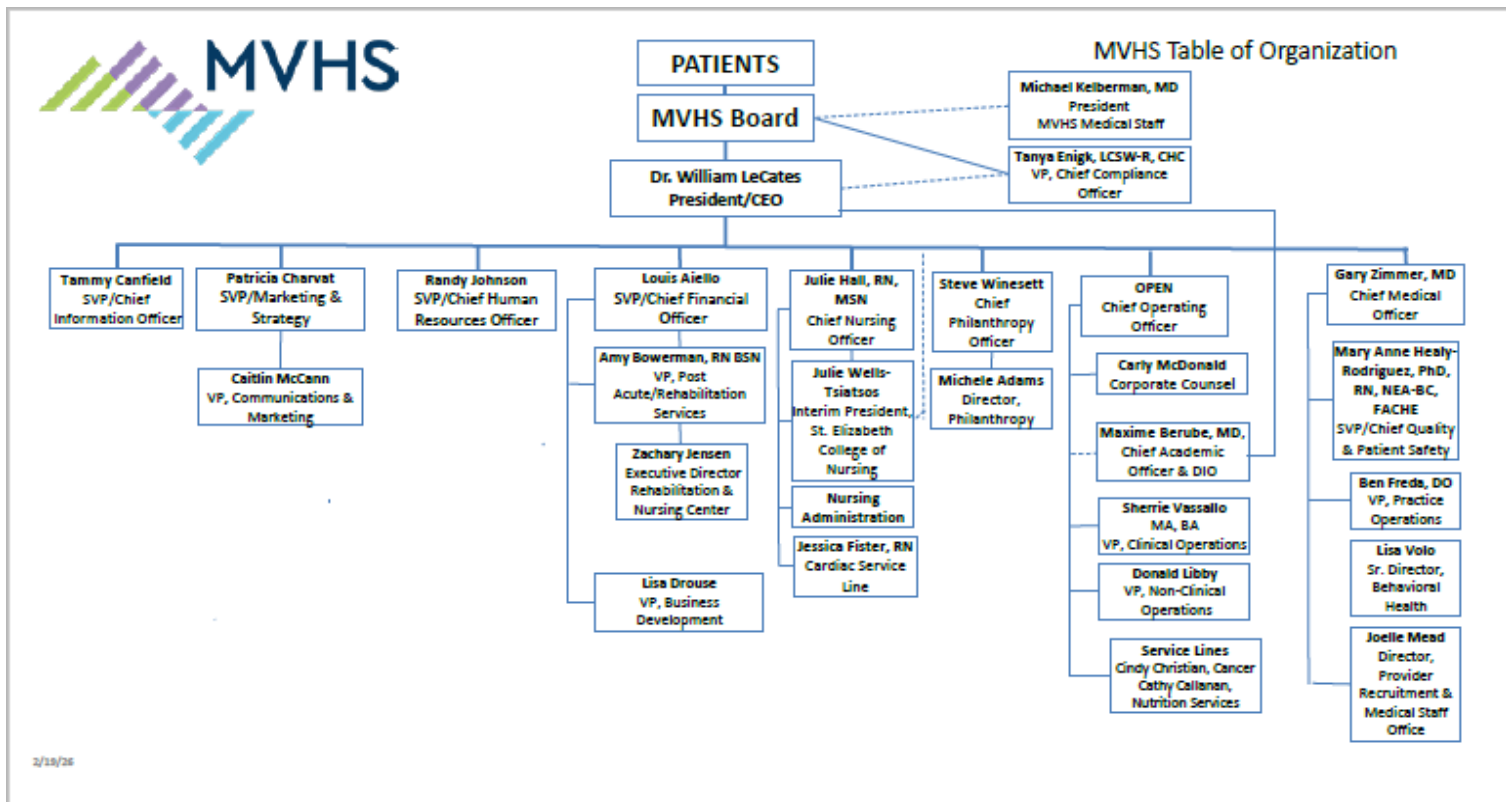 MVHS
MVHS Table of Organization
PATIENTS
MVHS Board
Michael Kelberman, MD
President
MVHS Medical Staff
Tanya Enigk, LCSW-R, CHC
VP, Chief Compliance
Officer
Dr. William LeCates
President/CEO
Tammy Canfield
SVP/Chief
Information Officer
Patricia Charvat
SVP/Marketing &
Strategy
Caitlin McCann
VP, Communications &
Marketing
Randy Johnson
SVP/Chief Human
Resources Officer
Louis Aiello
SVP/Chief Financial
Officer
Amy Bowerman, RN BSN
VP, Post
Acute/Rehabilitation
Services
Zachary Jensen
Executive Director
Rehabilitation &
Nursing Center
Lisa Drouse
VP, Business
Development
Julie Hall, RN,
MSN
Chief Nursing
Officer
Julie Wells-
Tsiatsos
Interim President,
St. Elizabeth
College of
Nursing
Nursing
Administration
Jessica Fister, RN
Cardiac Service
Line
Steve Winesett
Chief
Philanthropy
Officer
Michele Adams
Director,
Philanthropy
OPEN
Chief Operating
Officer
Carly McDonald
Corporate Counsel
Maxime Berube, MD,
Chief Academic
Officer & DIO
Sherrie Vassallo
MA, BA
VP, Clinical Operations
Donald Libby
VP, Non-Clinical
Operations
Service Lines
Cindy Christian, Cancer
Cathy Callanan,
Nutrition Services
Gary Zimmer, MD
Chief Medical
Officer
Mary Anne Healy-
Rodriguez, PhD,
RN, NEA-BC,
FACHE
SVP/Chief Quality
& Patient Safety
Ben Freda, DO
VP, Practice
Operations
Lisa Volo
Sr. Director,
Behavioral
Health
Joelle Mead
Director,
Provider
Recruitment &
Medical Staff
Office
2/19/26